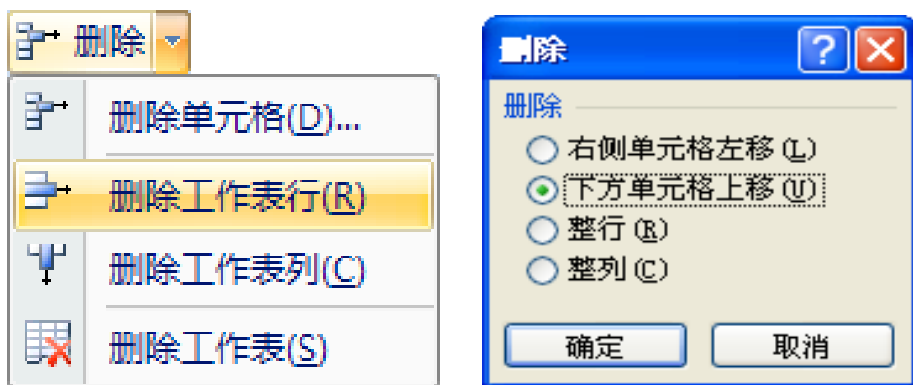 删除
删除单元格(D)...
删除工作表行(R)
删除工作表列(C)
删除工作表(S)
删除
?
删除
右侧单元格左移(L)
下方单元格上移(U)
整行(R)
整列(C)
确定
取消